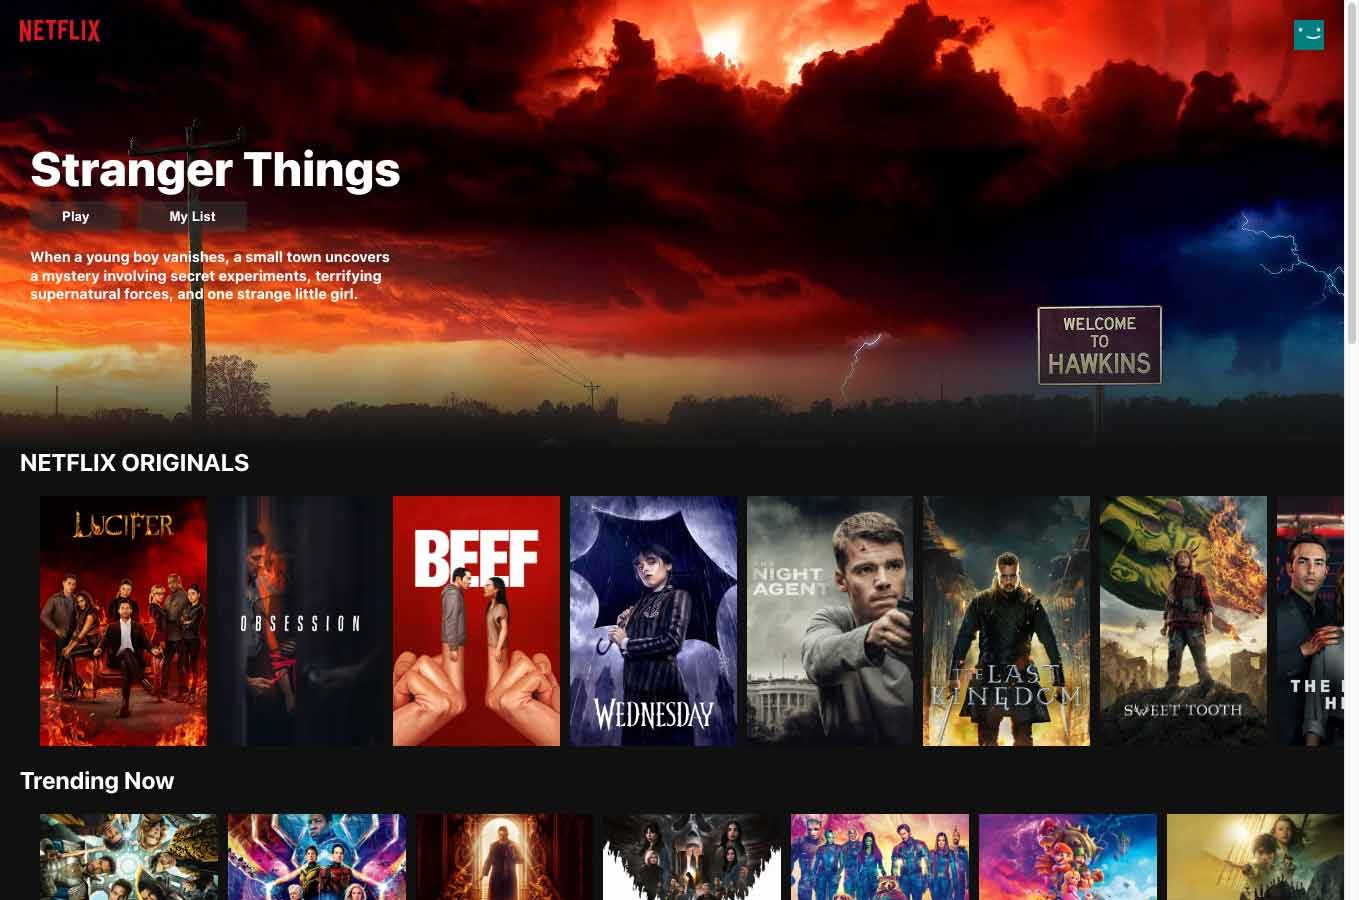 NETFLIX
Stranger Things
Play
My List
When a young boy vanishes, a small town uncovers
a mystery involving secret experiments, terrifying
supernatural forces, and one strange little girl.
WELCOME
TO
HAWKINS
NETFLIX ORIGINALS
LUCIFER
OBSESSION
BEEF
WEDNESDAY
THE
NIGHT
AGENT
THE LAST
KINGDOM
SWEET TOOTH
THE
Trending Now